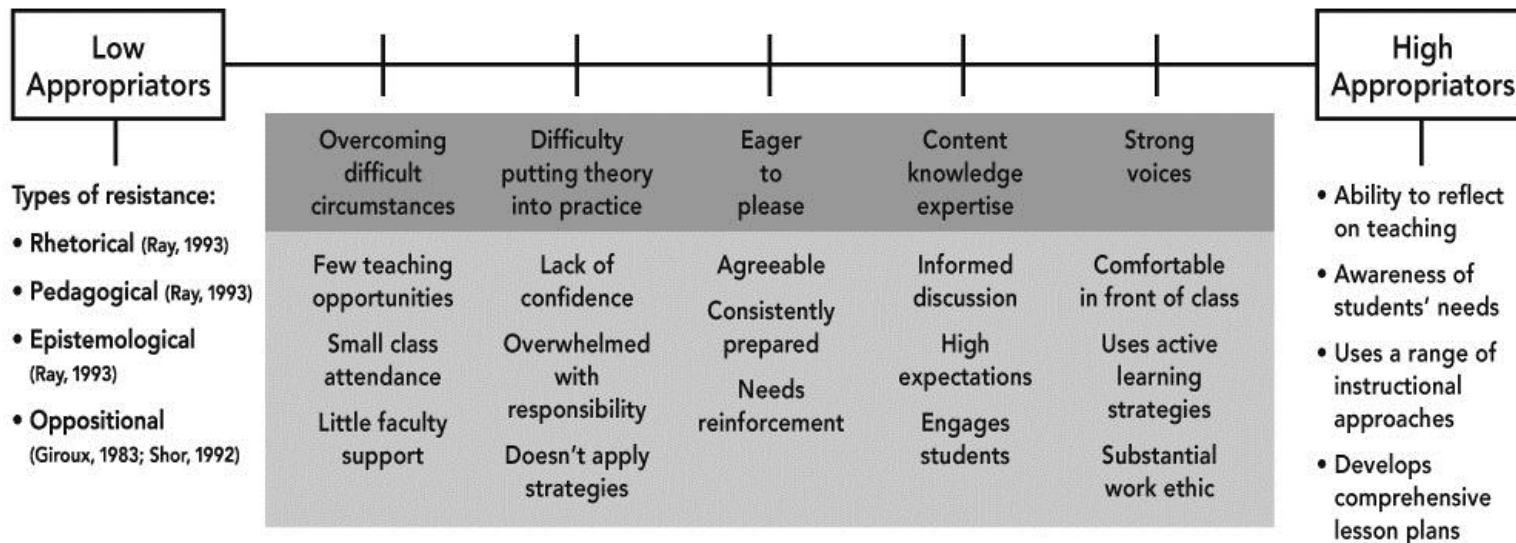 Low
Appropriators
Types of resistance:
• Rhetorical (Ray, 1993)
• Pedagogical (Ray, 1993)
• Epistemological
(Ray, 1993)
• Oppositional
(Giroux, 1983; Shor, 1992)
Overcoming
difficult
circumstances
Few teaching
opportunities
Small class
attendance
Little faculty
support
Difficulty
putting theory
into practice
Lack of
confidence
Overwhelmed
with
responsibility
Doesn't apply
strategies
Eager
to
please
Agreeable
Consistently
prepared
Needs
reinforcement
Content
knowledge
expertise
Informed
discussion
High
expectations
Engages
students
Strong
voices
Comfortable
in front of class
Uses active
learning
strategies
Substantial
work ethic
High
Appropriators
• Ability to reflect
on teaching
• Awareness of
students‘ needs
• Uses a range of
instructional
approaches
• Develops
comprehensive
lesson plans